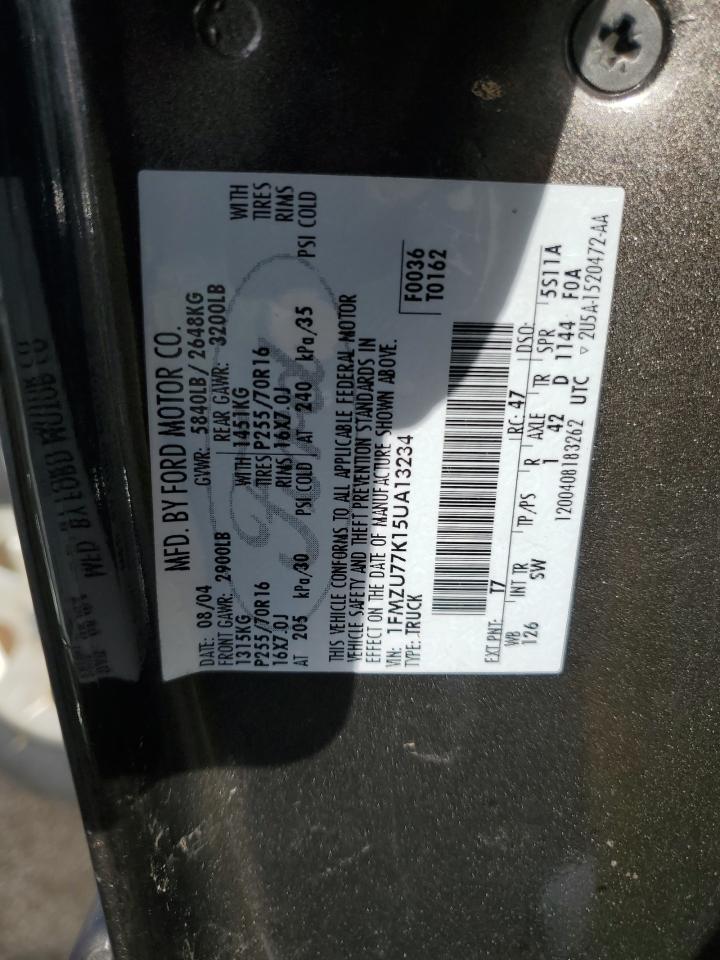 MFD. BY FORD MOTOR CO.
DATE: 08/04 GVWR: 5840LB/2648KG
FRONT GAWR: 2900LB REAR GAWR: 3200LB
1315KG WITH 1451KG WITH
P255/70R16 TIRES P255/70R16 TIRES
16X7.0J RIMS 16X7.0J RIMS
AT 205 kPa/30 PSI COLD AT 240 kPa/35 PSI COLD
Ford
THIS VEHICLE CONFORMS TO ALL APPLICABLE FEDERAL MOTOR
VEHICLE SAFETY AND THEFT PREVENTION STANDARDS IN
EFFECT ON THE DATE OF MANUFACTURE SHOWN ABOVE.
VIN: 1FMZU77K15UA13234 F0036
TYPE: TRUCK T0162
EXT PNT: T7 RC: 47 DSO:
WB INT TR TP/PS R AXLE TR SPR 5S11A
126 SW 1 42 D 1144 F0A
1200408183262 UTC ▽ 2U5A-1520472-AA